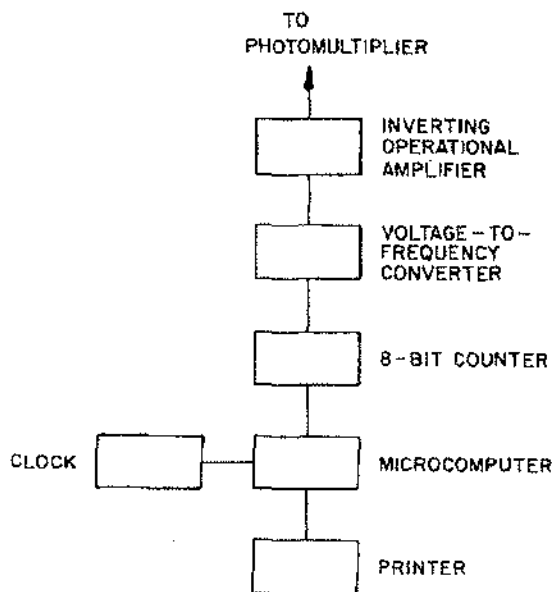 TO
PHOTOMULTIPLIER
INVERTING
OPERATIONAL
AMPLIFIER
VOLTAGE-TO-
FREQUENCY
CONVERTER
8-BIT COUNTER
CLOCK
MICROCOMPUTER
PRINTER